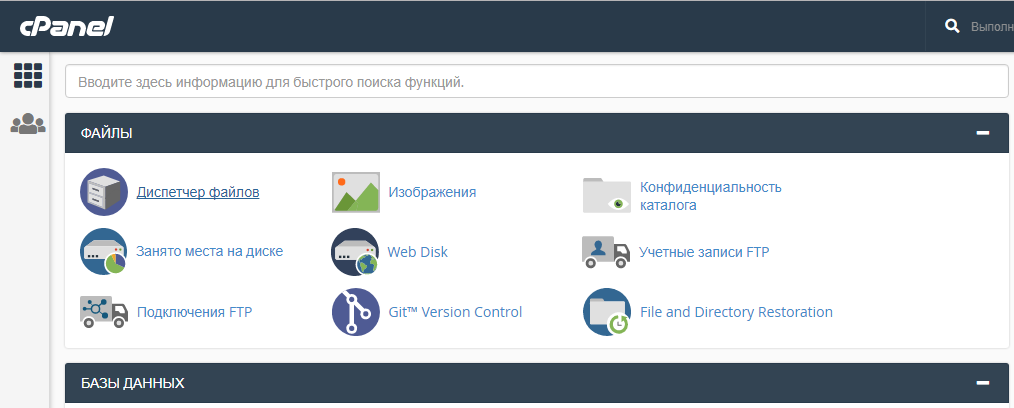 cPanel
Выполн
Вводите здесь информацию для быстрого поиска функций.
ФАЙЛЫ
Диспетчер файлов
Изображения
Конфиденциальность
каталога
Занято места на диске
Web Disk
Учетные записи FTP
Подключения FTP
Git™ Version Control
File and Directory Restoration
БАЗЫ ДАННЫХ